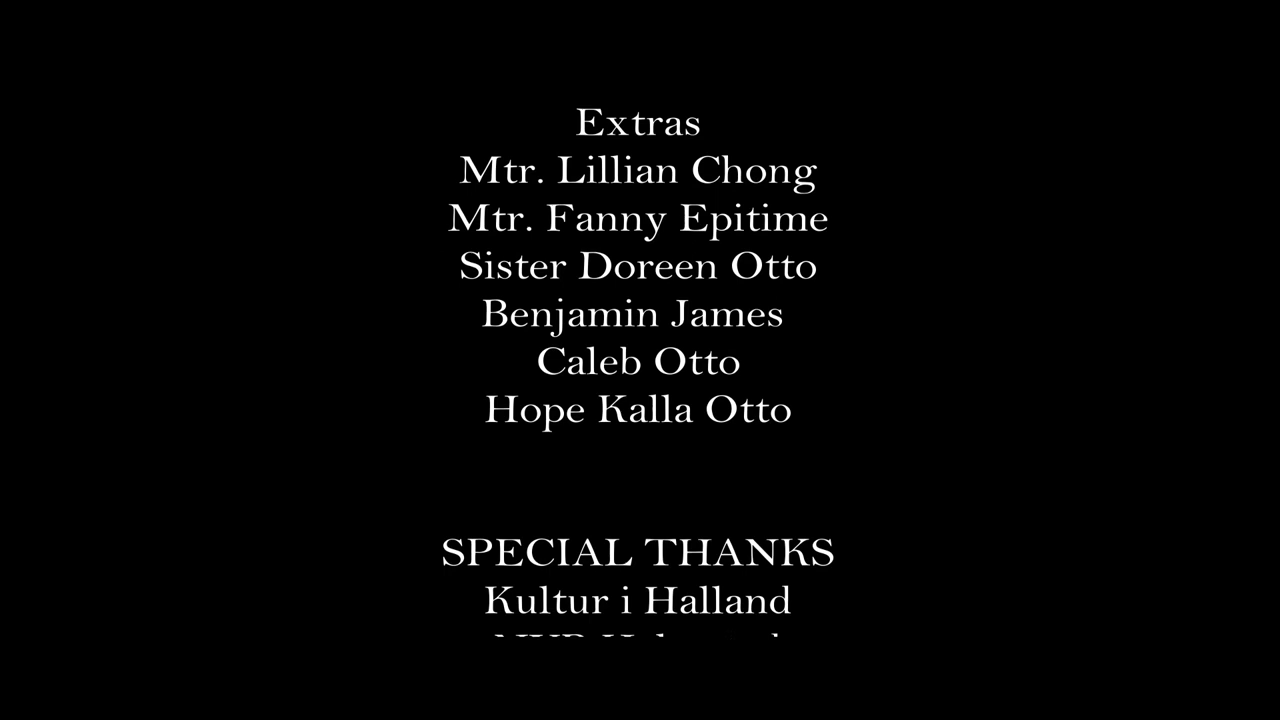 Extras
Mtr. Lillian Chong
Mtr. Fanny Epitime
Sister Doreen Otto
Benjamin James
Caleb Otto
Hope Kalla Otto
SPECIAL THANKS
Kultur i Halland